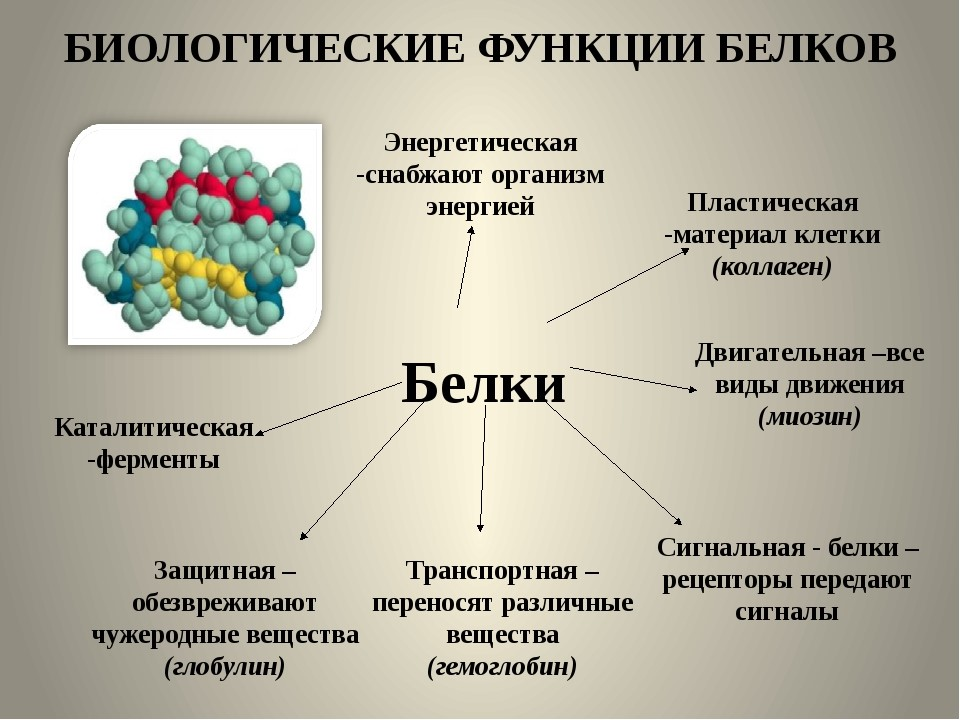 БИОЛОГИЧЕСКИЕ ФУНКЦИИ БЕЛКОВ
Энергетическая
-снабжают организм
энергией
Пластическая
-материал клетки
(коллаген)
Двигательная –все
виды движения
(миозин)
Белки
Каталитическая
-ферменты
Защитная –
обезвреживают
чужеродные вещества
(глобулин)
Транспортная –
переносят различные
вещества
(гемоглобин)
Сигнальная - белки –
рецепторы передают
сигналы